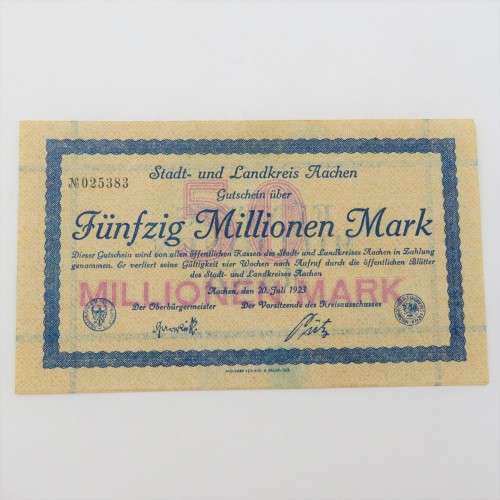 Stadt- und Landkreis Aachen
№025383
Gutschein über
50
Fünfzig Millionen Mark
Dieser Gutschein wird von allen öffentlichen Kassen des Stadt- und Landkreises Aachen in Zahlung
genommen. Er verliert seine Gültigkeit vier Wochen nach Aufruf durch die öffentlichen Blätter
des Stadt- und Landkreises Aachen
MILLIONEN MARK
Aachen, den 20. Juli 1923
Der Oberbürgermeister Der Vorsitzende des Kreisausschusses